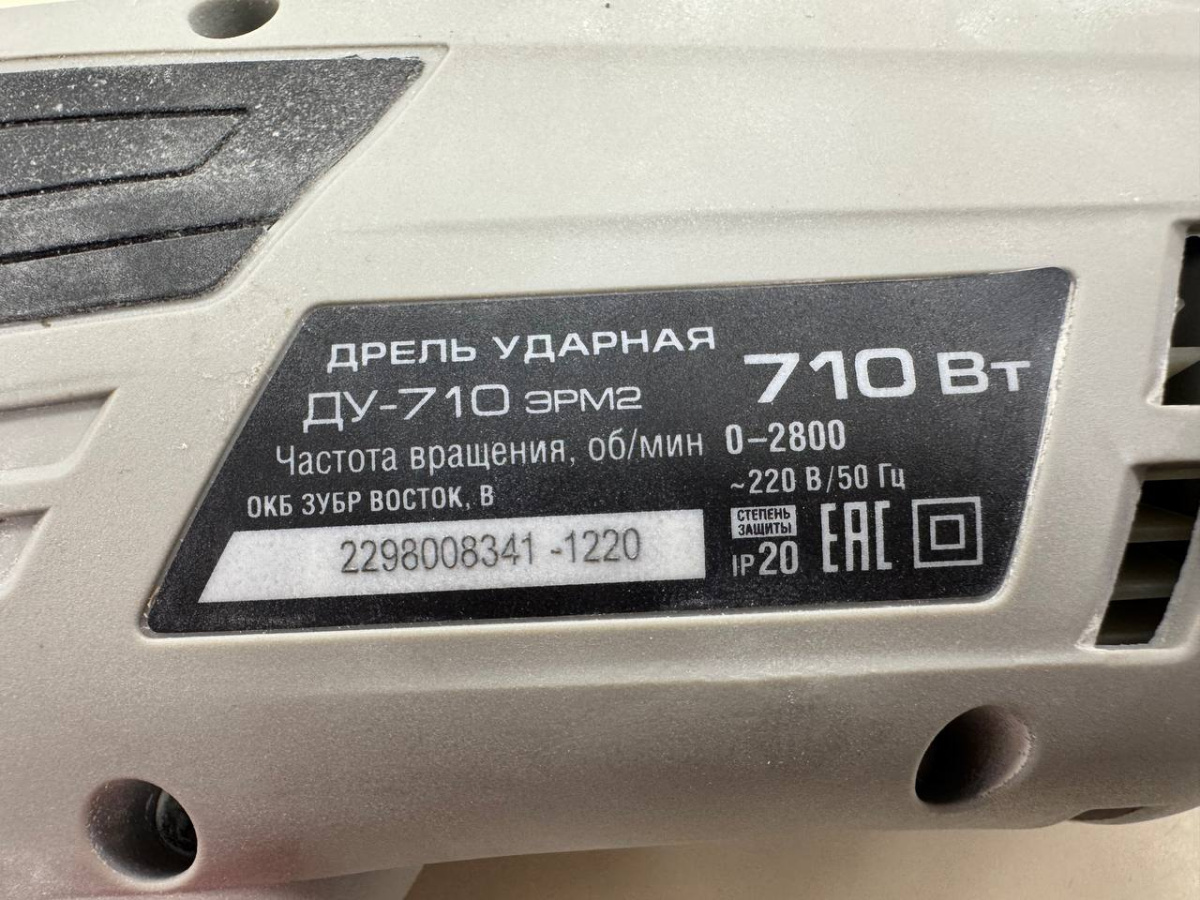 ДРЕЛЬ УДАРНАЯ
ДУ-710 ЭРМ2
710 Вт
Частота вращения, об/мин 0-2800
~220 В/50 Гц
ОКБ ЗУБР ВОСТОК, В
2298008341 -1220
СТЕПЕНЬ
ЗАЩИТЫ
IP20
EAC